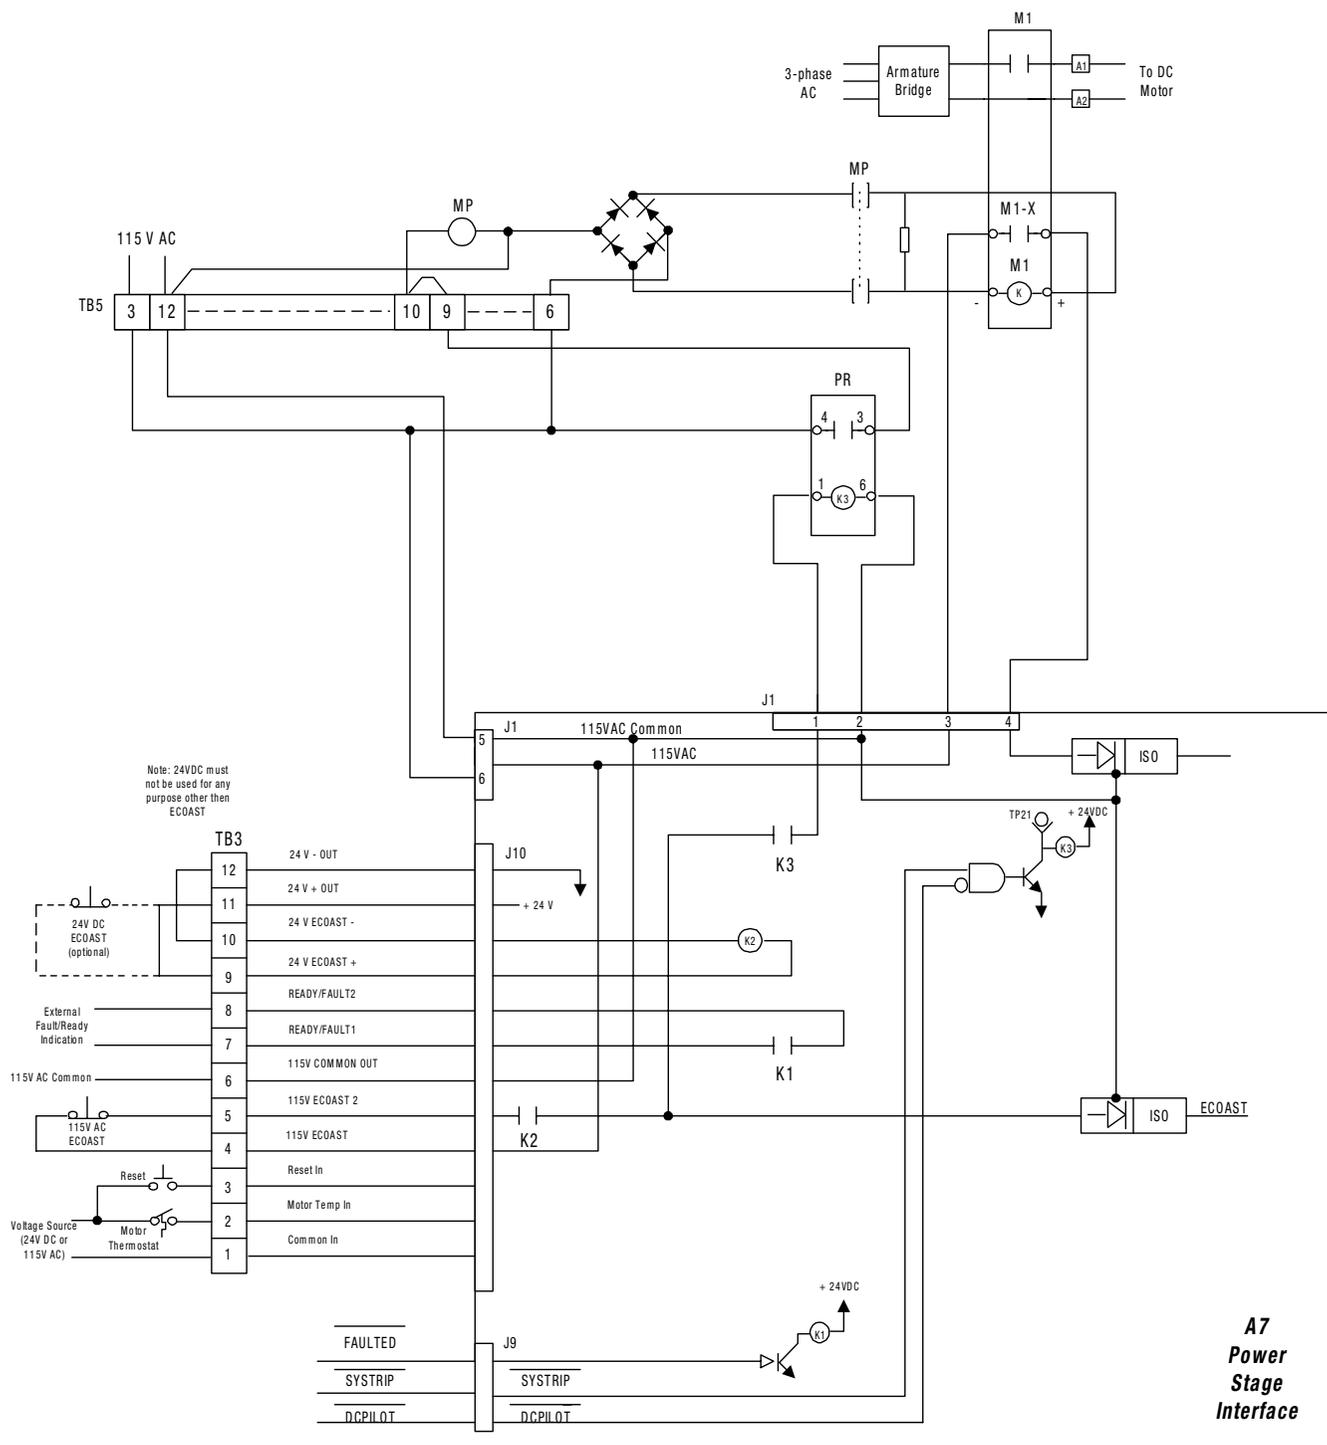 M1
3-phase
AC
Armature
Bridge
A1
A2
To DC
Motor
MP
MP
M1-X
M1
K
-
+
115 V AC
TB5
3
12
10
9
6
PR
4
3
1
6
K3
J1
1
2
3
4
J1
5
6
115VAC Common
115VAC
ISO
Note: 24VDC must
not be used for any
purpose other then
ECOAST
TP21
+ 24VDC
K3
K3
TB3
J10
12
24 V - OUT
11
24 V + OUT
+ 24 V
10
24 V ECOAST -
K2
9
24 V ECOAST +
24V DC
ECOAST
(optional)
8
READY/FAULT2
7
READY/FAULT1
K1
External
Fault/Ready
Indication
6
115V COMMON OUT
115V AC Common
5
115V ECOAST 2
K2
ISO
ECOAST
115V AC
ECOAST
4
115V ECOAST
3
Reset In
Reset
2
Motor Temp In
Motor
Thermostat
1
Common In
Voltage Source
(24V DC or
115V AC)
+ 24VDC
K1
J9
FAULTED
SYSTRIP
SYSTRIP
DCPILOT
DCPILOT
A7
Power
Stage
Interface